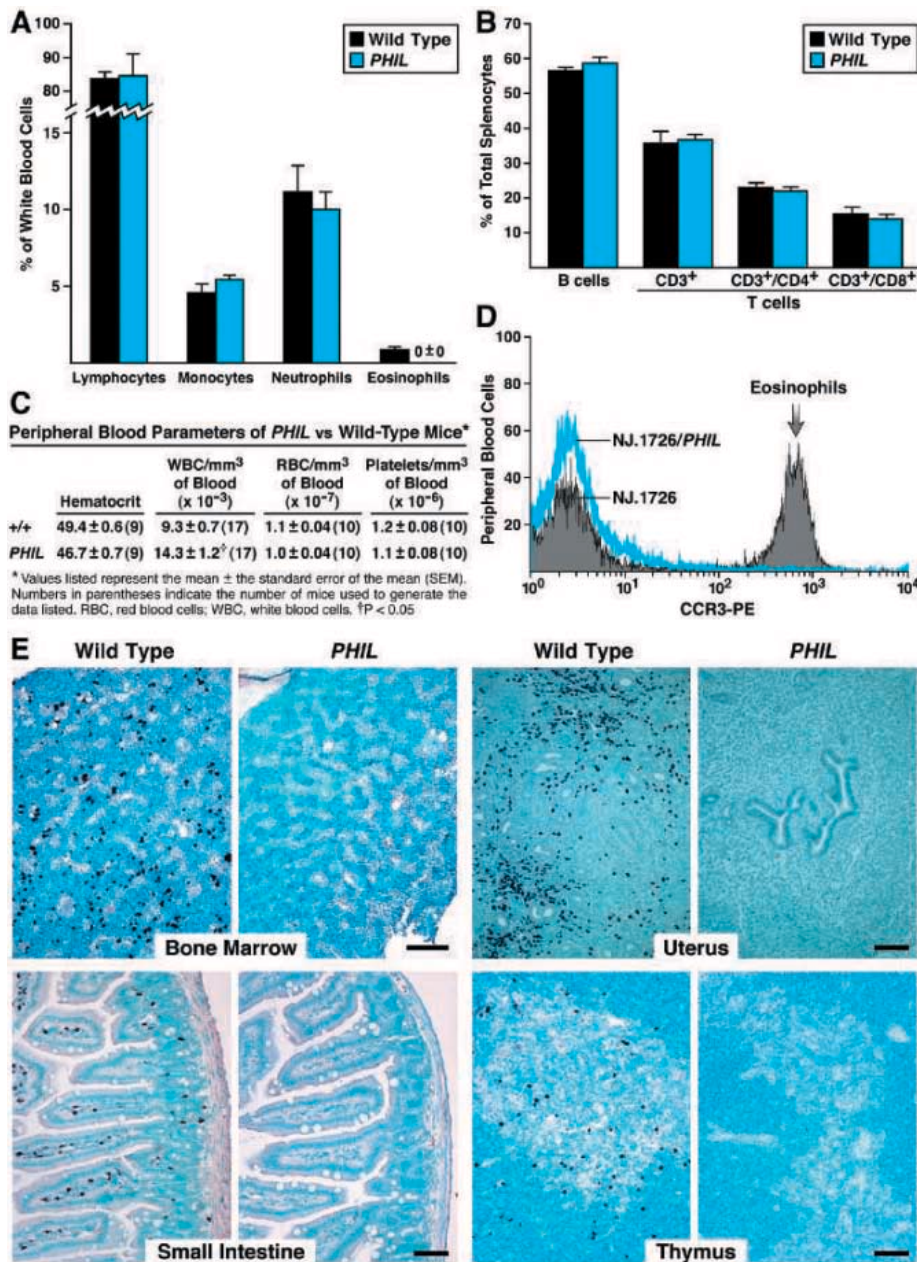 A
% of White Blood Cells
100
90
80
15
10
5
Wild Type
PHIL
0 ± 0
Lymphocytes Monocytes Neutrophils Eosinophils
B
% of Total Splenocytes
70
60
50
40
30
20
10
Wild Type
PHIL
B cells CD3+ CD3+/CD4+ CD3+/CD8+
T cells
C
Peripheral Blood Parameters of PHIL vs Wild-Type Mice*
Hematocrit WBC/mm³ of Blood (x 10⁻³) RBC/mm³ of Blood (x 10⁻⁷) Platelets/mm³ of Blood (x 10⁻⁶)
+/+ 49.4 ± 0.6 (9) 9.3 ± 0.7 (17) 1.1 ± 0.04 (10) 1.2 ± 0.08 (10)
PHIL 46.7 ± 0.7 (9) 14.3 ± 1.2† (17) 1.0 ± 0.04 (10) 1.1 ± 0.08 (10)
* Values listed represent the mean ± the standard error of the mean (SEM).
Numbers in parentheses indicate the number of mice used to generate the
data listed. RBC, red blood cells; WBC, white blood cells. †P < 0.05
D
Peripheral Blood Cells
100
80
60
40
20
Eosinophils
NJ.1726/PHIL
NJ.1726
10⁰ 10¹ 10² 10³ 10⁴
CCR3-PE
E
Wild Type PHIL Wild Type PHIL
Bone Marrow Uterus
Small Intestine Thymus